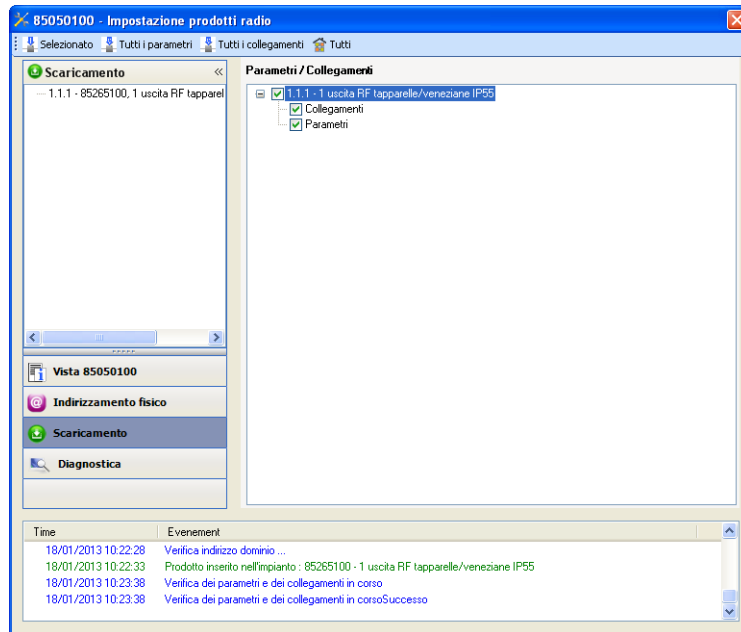 85050100 - Impostazione prodotti radio
Selezionato Tutti i parametri Tutti i collegamenti Tutti
Scaricamento «
1.1.1 - 85265100, 1 uscita RF tapparel
Vista 85050100
Indirizzamento fisico
Scaricamento
Diagnostica
Parametri / Collegamenti
1.1.1 - 1 uscita RF tapparelle/veneziane IP55
Collegamenti
Parametri
Time Evenement
18/01/2013 10:22:28 Verifica indirizzo dominio ...
18/01/2013 10:22:33 Prodotto inserito nell'impianto : 85265100 - 1 uscita RF tapparelle/veneziane IP55
18/01/2013 10:23:38 Verifica dei parametri e dei collegamenti in corso
18/01/2013 10:23:38 Verifica dei parametri e dei collegamenti in corsoSuccesso